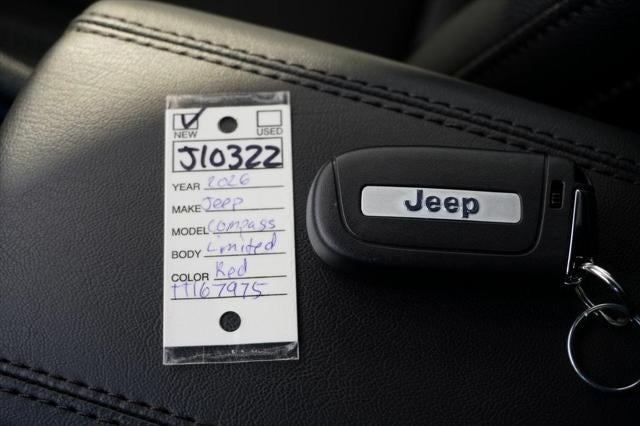 NEW USED
J10322
YEAR 2026
MAKE Jeep
MODEL Compass
BODY Limited
COLOR Red
TT167975
Jeep